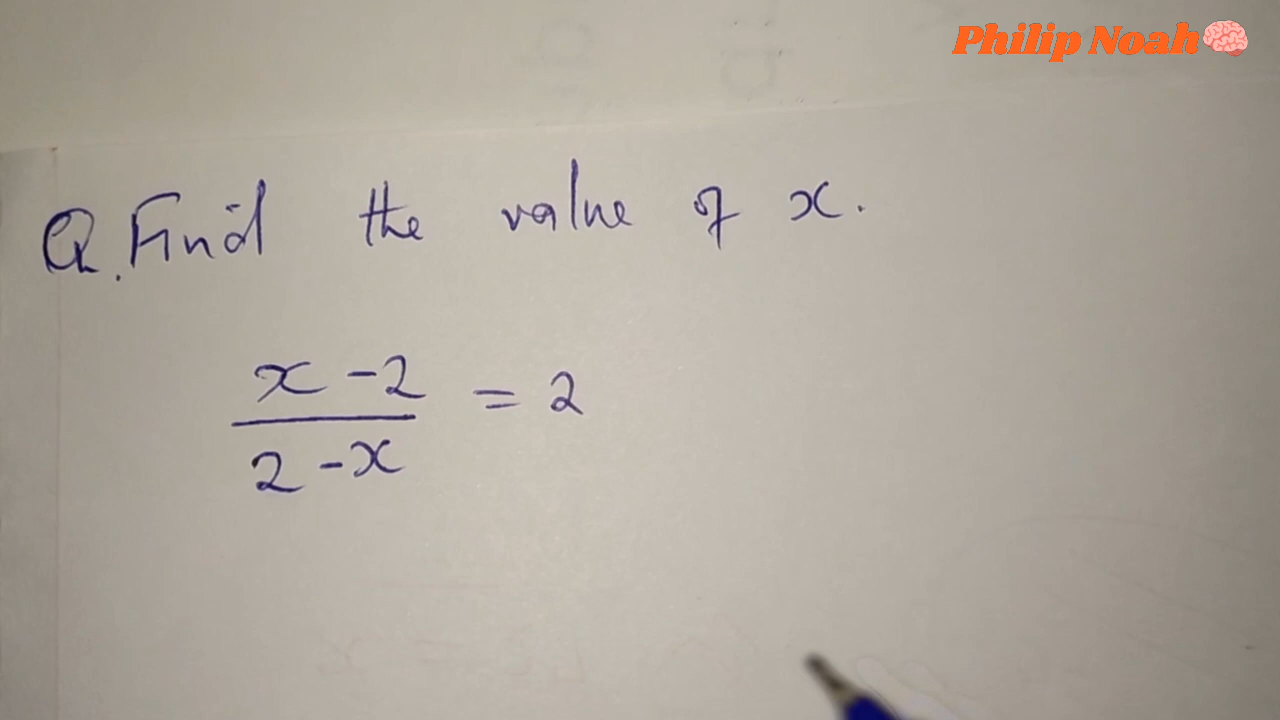 Philip Noah
Q. Find the value of x.
x - 2
2 - x
= 2